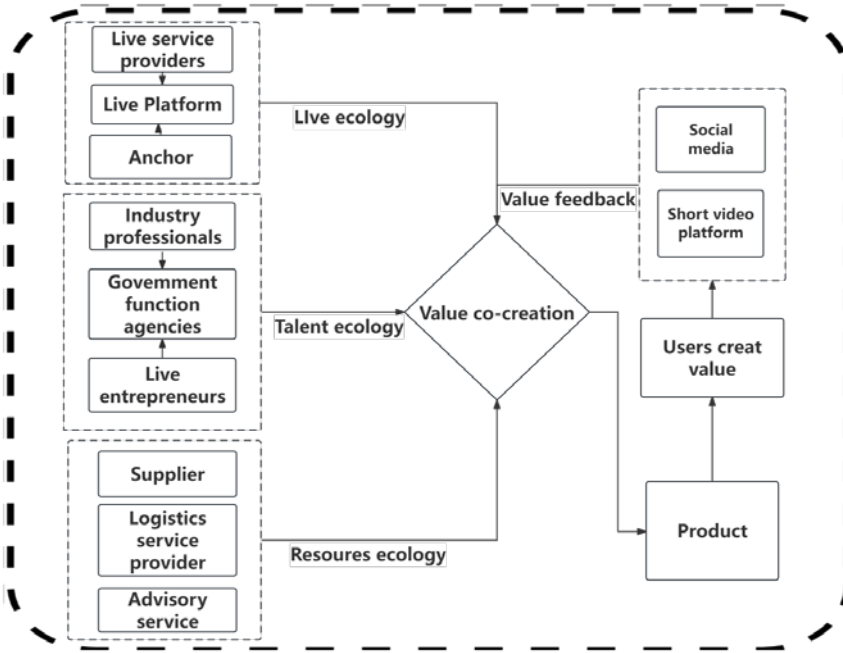 Live service
providers
Live Platform
Anchor
LIve ecology
Industry
professionals
Government
function
agencies
Live
entrepreneurs
Talent ecology
Supplier
Logistics
service
provider
Advisory
service
Resoures ecology
Value co-creation
Value feedback
Social
media
Short video
platform
Users creat
value
Product